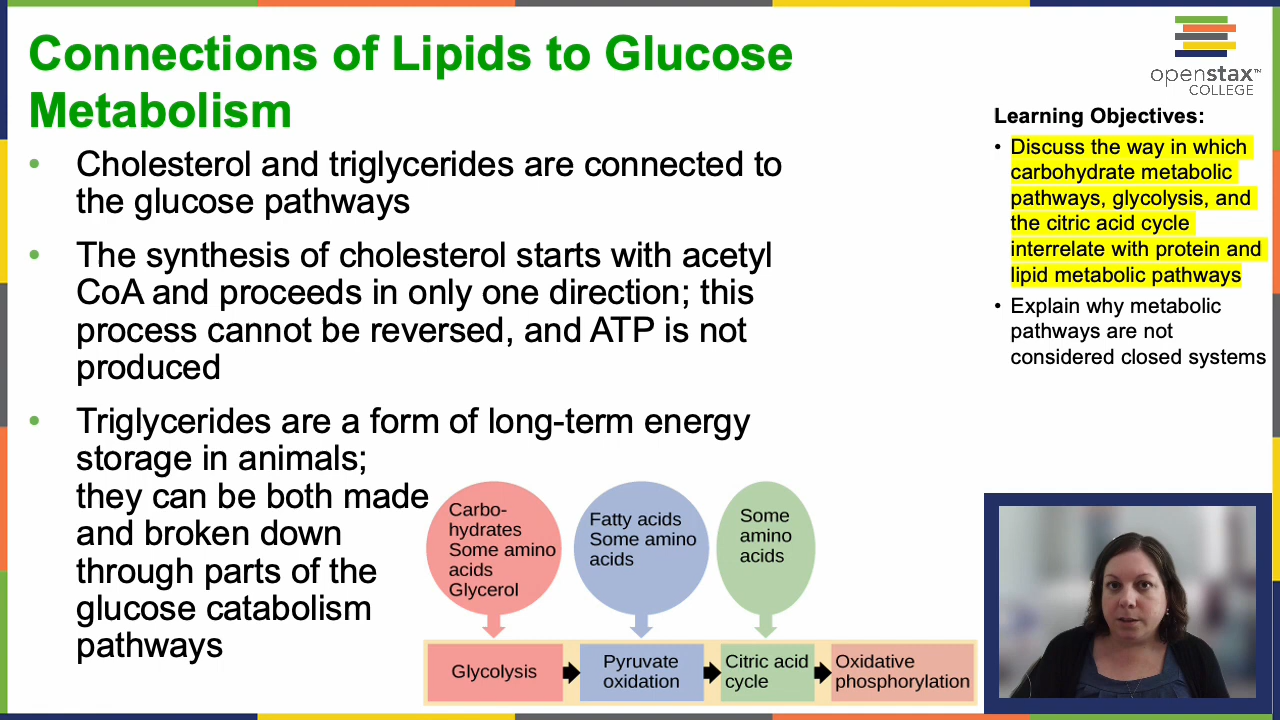 Connections of Lipids to Glucose
Metabolism
• Cholesterol and triglycerides are connected to
the glucose pathways
• The synthesis of cholesterol starts with acetyl
CoA and proceeds in only one direction; this
process cannot be reversed, and ATP is not
produced
• Triglycerides are a form of long-term energy
storage in animals;
they can be both made
and broken down
through parts of the
glucose catabolism
pathways
Carbo-
hydrates
Some amino
acids
Glycerol
Fatty acids
Some amino
acids
Some
amino
acids
Glycolysis
Pyruvate
oxidation
Citric acid
cycle
Oxidative
phosphorylation
openstax™
COLLEGE
Learning Objectives:
• Discuss the way in which
carbohydrate metabolic
pathways, glycolysis, and
the citric acid cycle
interrelate with protein and
lipid metabolic pathways
• Explain why metabolic
pathways are not
considered closed systems